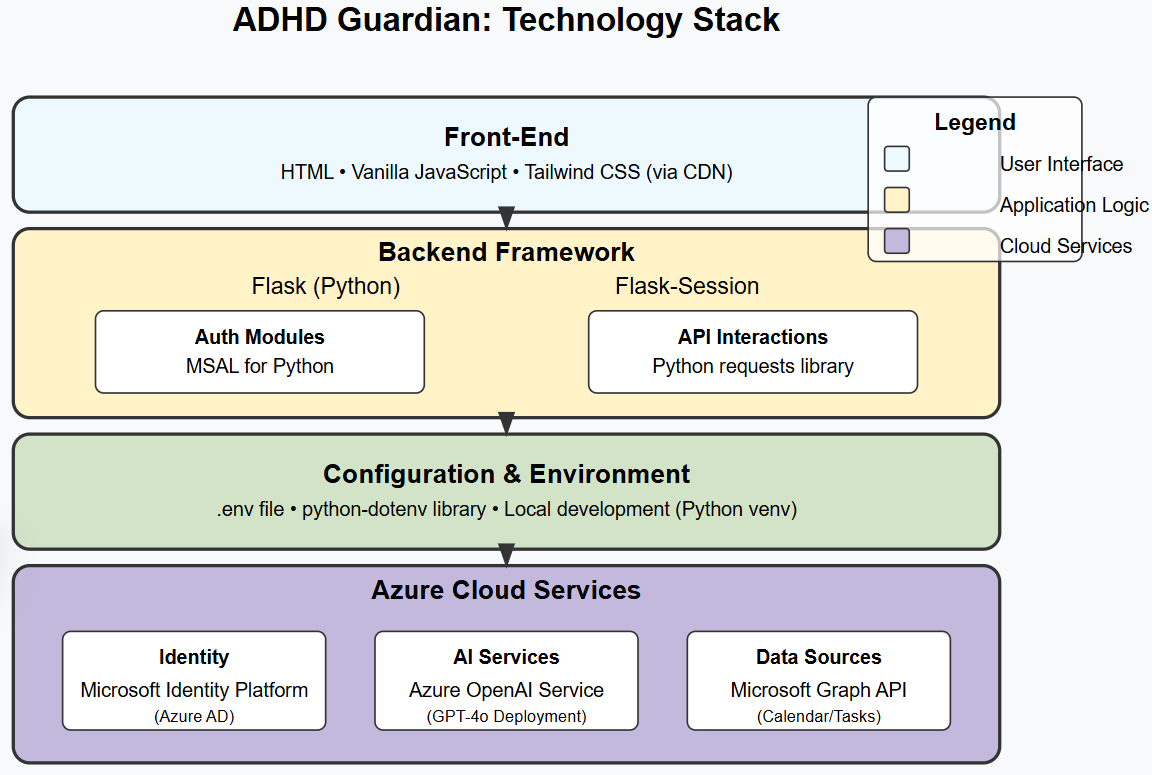 ADHD Guardian: Technology Stack
Front-End
HTML • Vanilla JavaScript • Tailwind CSS (via CDN)
Legend
User Interface
Application Logic
Cloud Services
Backend Framework
Flask (Python)
Flask-Session
Auth Modules
MSAL for Python
API Interactions
Python requests library
Configuration & Environment
.env file • python-dotenv library • Local development (Python venv)
Azure Cloud Services
Identity
Microsoft Identity Platform
(Azure AD)
AI Services
Azure OpenAI Service
(GPT-4o Deployment)
Data Sources
Microsoft Graph API
(Calendar/Tasks)